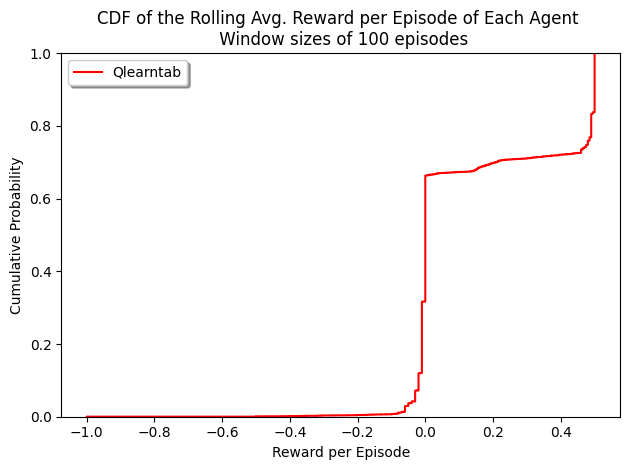 CDF of the Rolling Avg. Reward per Episode of Each Agent
Window sizes of 100 episodes
Qlearntab
Cumulative Probability
1.0
0.8
0.6
0.4
0.2
0.0
−1.0 −0.8 −0.6 −0.4 −0.2 0.0 0.2 0.4
Reward per Episode